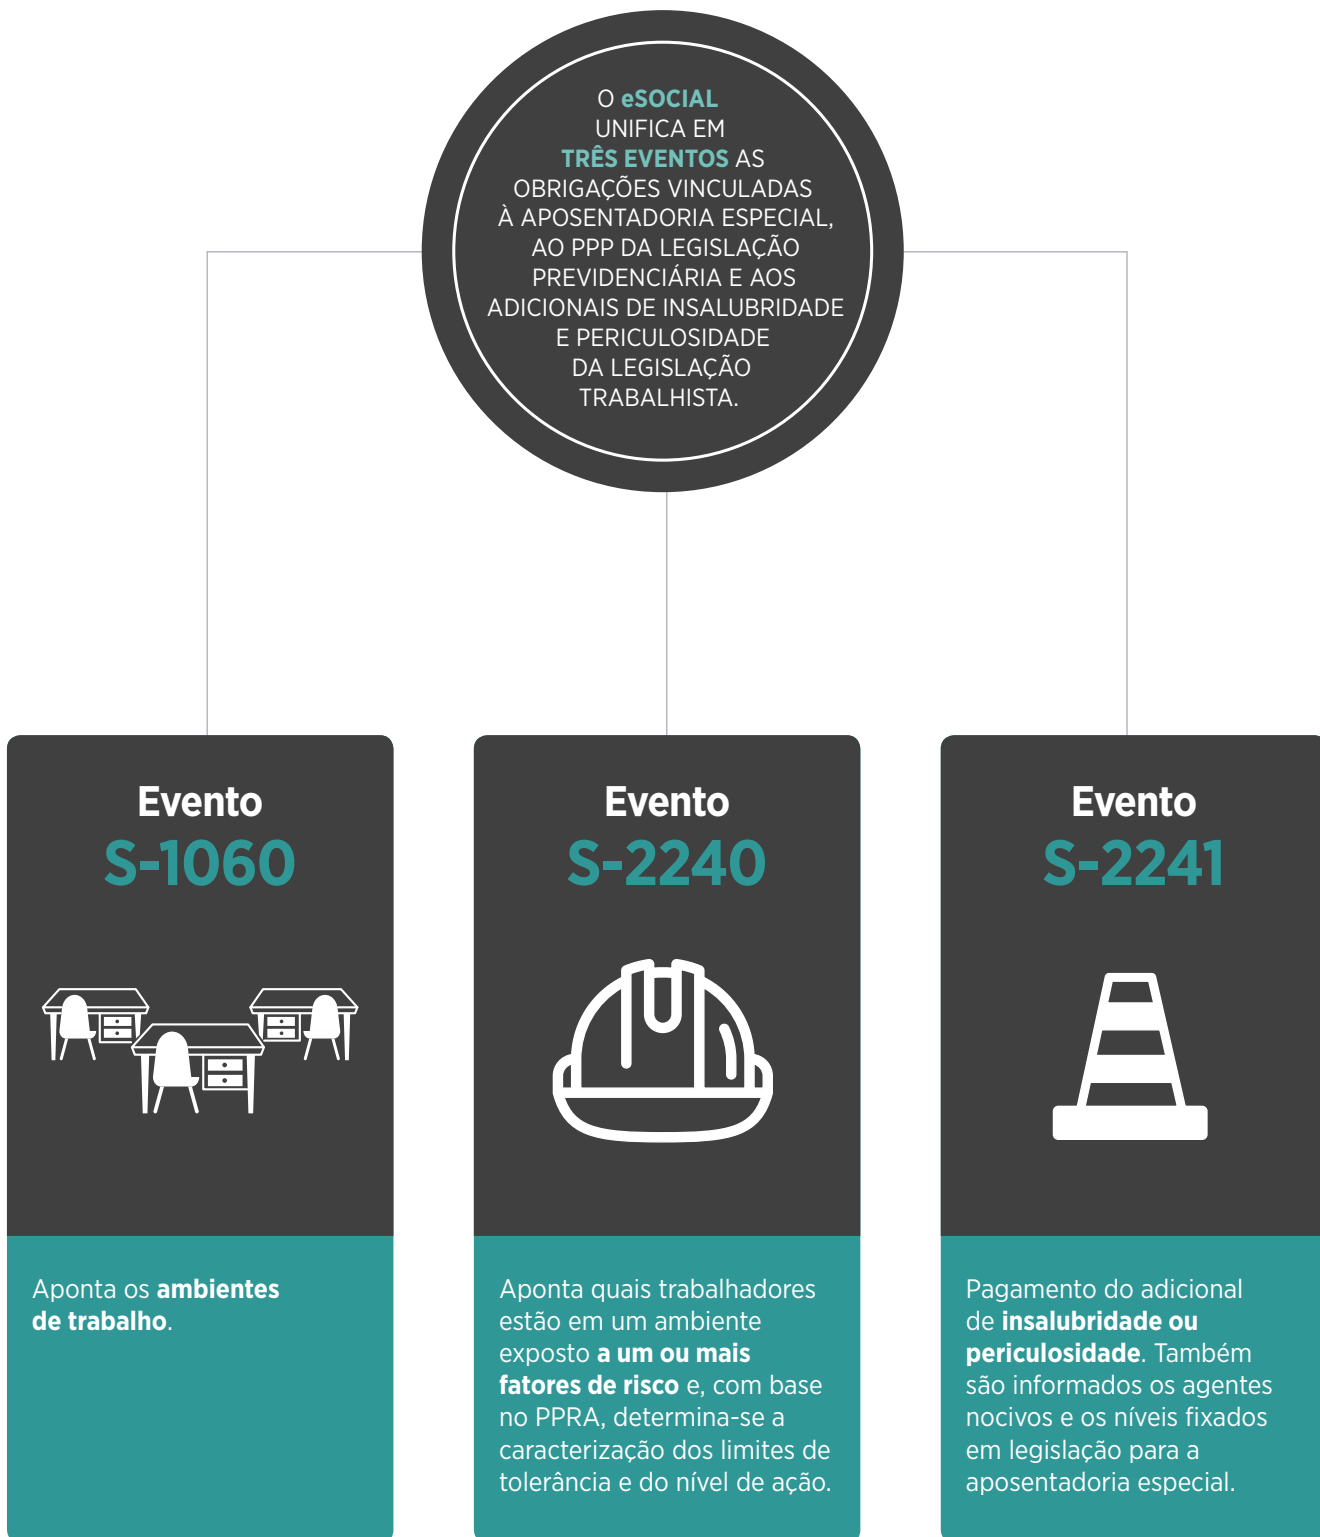 O eSOCIAL
UNIFICA EM
TRÊS EVENTOS AS
OBRIGAÇÕES VINCULADAS
À APOSENTADORIA ESPECIAL,
AO PPP DA LEGISLAÇÃO
PREVIDENCIÁRIA E AOS
ADICIONAIS DE INSALUBRIDADE
E PERICULOSIDADE
DA LEGISLAÇÃO
TRABALHISTA.
Evento
S-1060
Aponta os ambientes
de trabalho.
Evento
S-2240
Aponta quais trabalhadores
estão em um ambiente
exposto a um ou mais
fatores de risco e, com base
no PPRA, determina-se a
caracterização dos limites de
tolerância e do nível de ação.
Evento
S-2241
Pagamento do adicional
de insalubridade ou
periculosidade. Também
são informados os agentes
nocivos e os níveis fixados
em legislação para a
aposentadoria especial.